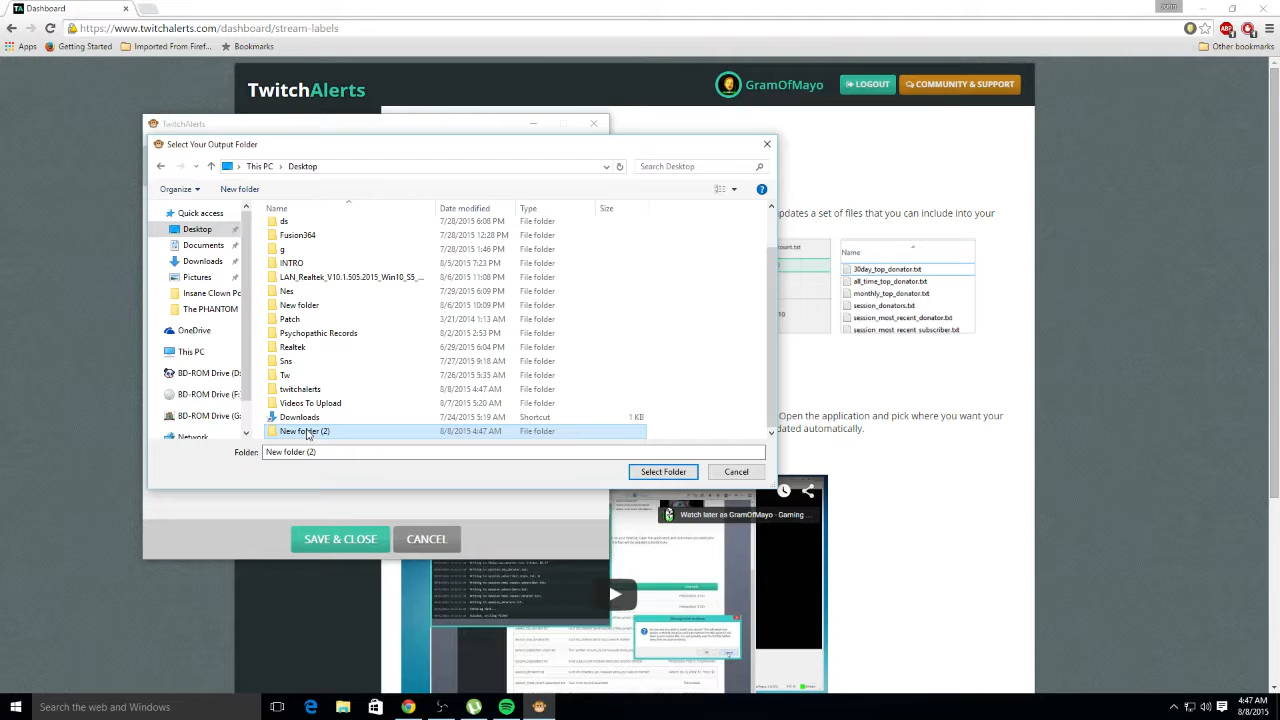 Dashboard
John
https://www.twitchalerts.com/dashboard/stream-labels
Apps Getting Started Imported From Firef... Bookmarks Other bookmarks
TwitchAlerts
GramOfMayo LOGOUT COMMUNITY & SUPPORT
TwitchAlerts
Select Your Output Folder
This PC Desktop Search Desktop
Organize New folder
Name Date modified Type Size
Quick access
Desktop
Documents
Downloads
Pictures
Insane clown Pc
TranterNTOM
OneDrive
This PC
BD-ROM Drive (D:
BD-ROM Drive (F:
BD-ROM Drive (G:
Network
ds 7/28/2015 6:08 PM File folder
Fusion364 7/28/2015 12:28 PM File folder
g 7/28/2015 1:46 PM File folder
INTRO 8/5/2015 7:23 PM File folder
LAN_Realtek_V10.1.505.2015_Win10_S5_... 8/6/2015 11:08 PM File folder
Nes 7/29/2015 6:09 PM File folder
New folder 8/6/2015 10:09 PM File folder
Patch 3/21/2014 1:13 AM File folder
Psychopathic Records 8/2/2015 2:53 PM File folder
Realtek 6/29/2015 6:04 PM File folder
Sns 7/27/2015 9:18 AM File folder
Tw 7/26/2015 5:35 AM File folder
twitchalerts 8/8/2015 4:47 AM File folder
Videos To Upload 8/7/2015 5:20 AM File folder
Downloads 7/24/2015 5:19 AM Shortcut 1 KB
New folder (2) 8/8/2015 4:47 AM File folder
Folder: New folder (2)
Select Folder Cancel
SAVE & CLOSE CANCEL
updates a set of files that you can include into your
count.txt
10
Name
30day_top_donator.txt
all_time_top_donator.txt
monthly_top_donator.txt
session_donators.txt
session_most_recent_donator.txt
session_most_recent_subscriber.txt
Open the application and pick where you want your
dated automatically.
Watch later as GramOfMayo - Gaming ...
Search the web and Windows
4:47 AM
8/8/2015